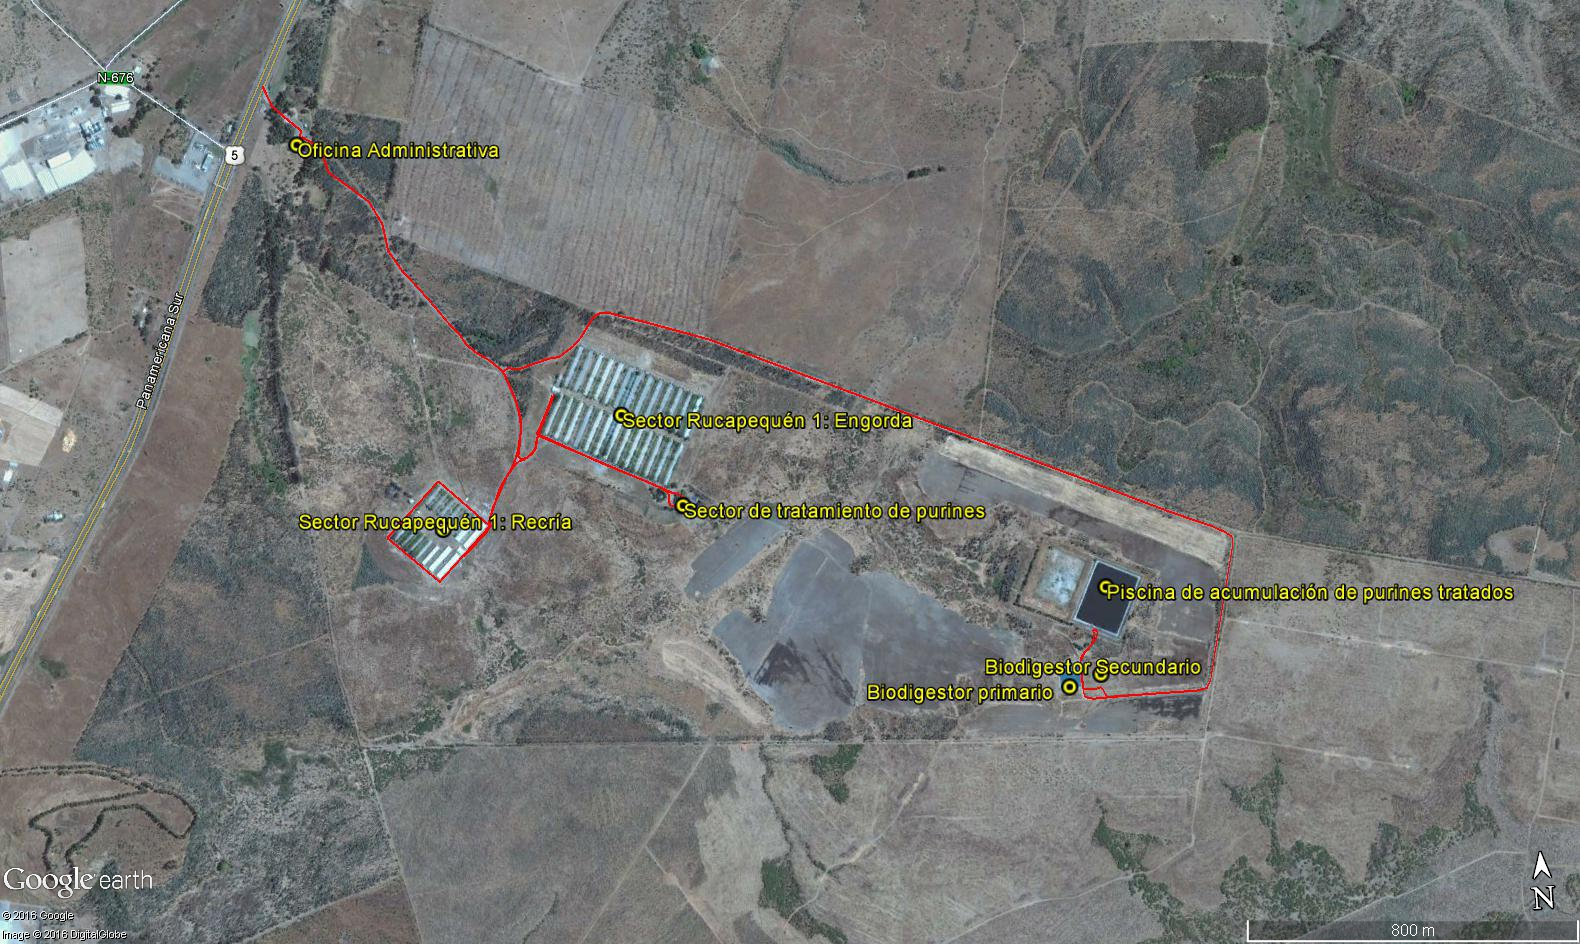 N-676
5
Oficina Administrativa
Panamericana Sur
Sector Rucapequén 1: Engorda
Sector Rucapequén 1: Recría
Sector de tratamiento de purines
Piscina de acumulación de purines tratados
Biodigestor Secundario
Biodigestor primario
Google earth
© 2016 Google
Image © 2016 DigitalGlobe
N
800 m